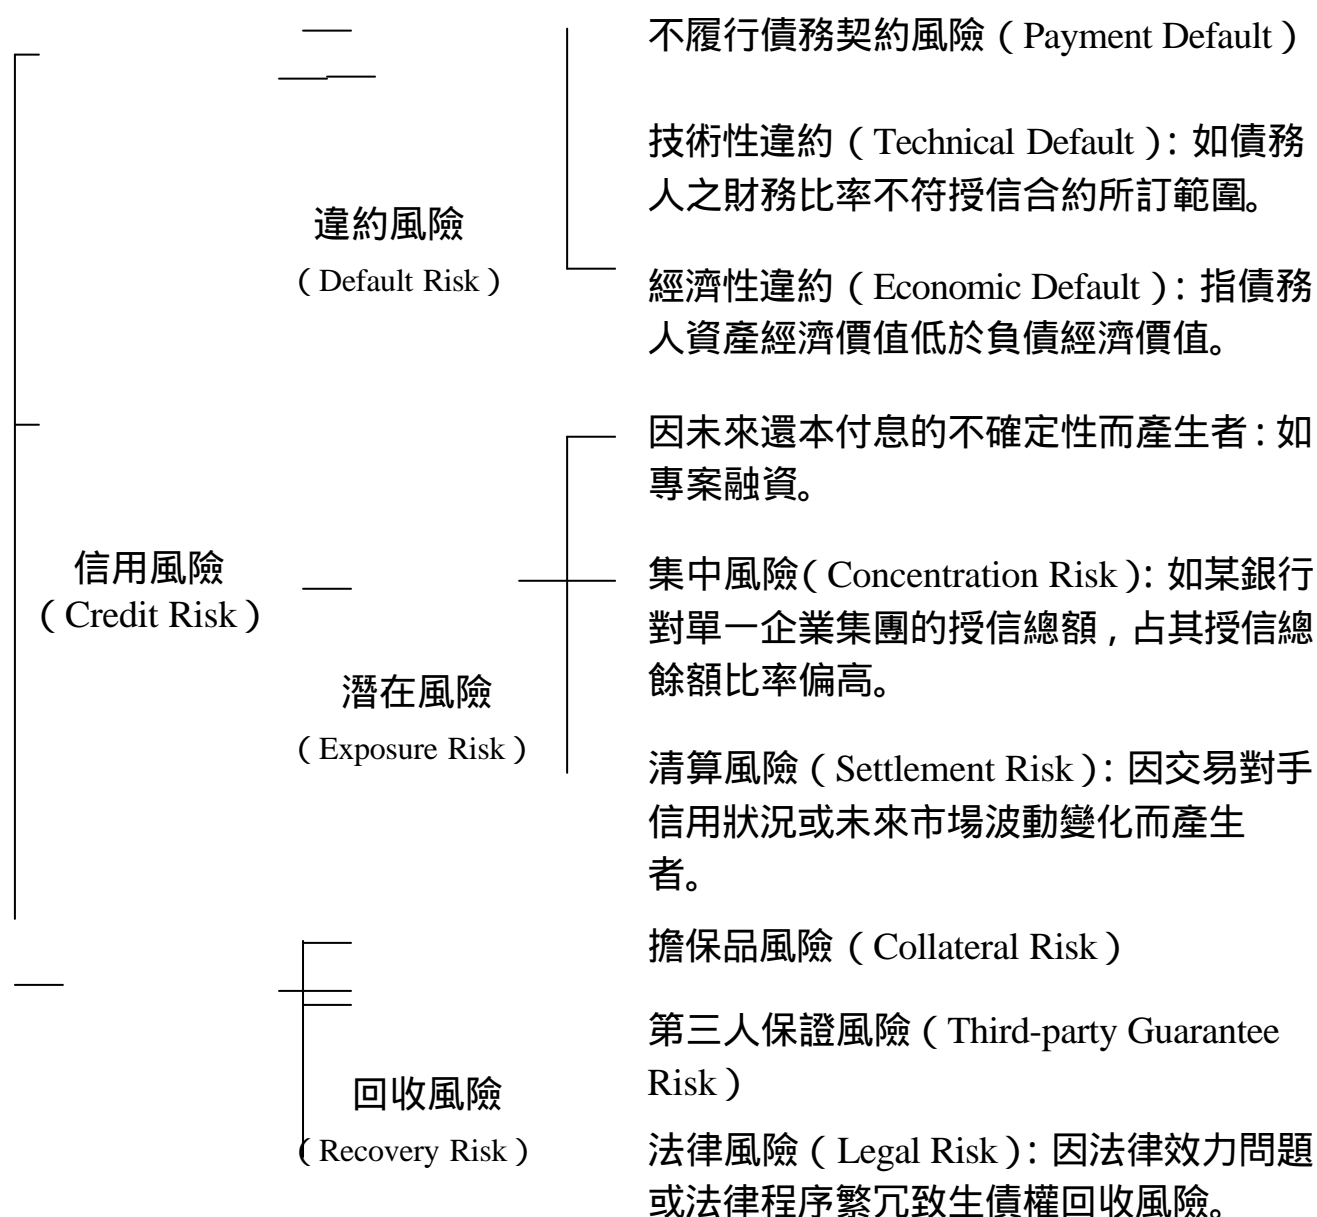 不履行債務契約風險（Payment Default）
技術性違約（Technical Default）：如債務
人之財務比率不符授信合約所訂範圍。
違約風險
（Default Risk）
經濟性違約（Economic Default）：指債務
人資產經濟價值低於負債經濟價值。
因未來還本付息的不確定性而產生者：如
專案融資。
信用風險
（Credit Risk）
集中風險（Concentration Risk）：如某銀行
對單一企業集團的授信總額，占其授信總
餘額比率偏高。
潛在風險
（Exposure Risk）
清算風險（Settlement Risk）：因交易對手
信用狀況或未來市場波動變化而產生
者。
擔保品風險（Collateral Risk）
第三人保證風險（Third-party Guarantee
Risk）
回收風險
（Recovery Risk）
法律風險（Legal Risk）：因法律效力問題
或法律程序繁冗致生債權回收風險。